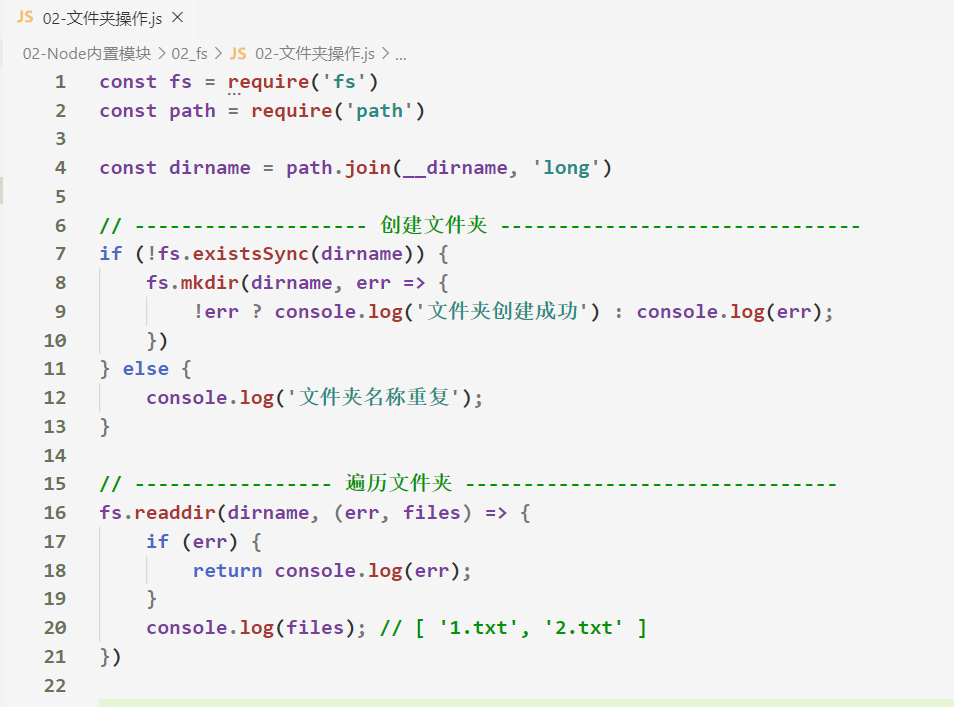 JS 02-文件夹操作.js ×
02-Node内置模块 > 02_fs > JS 02-文件夹操作.js > ...
1 const fs = require('fs')
2 const path = require('path')
3
4 const dirname = path.join(__dirname, 'long')
5
6 // -------------------- 创建文件夹 -------------------------------
7 if (!fs.existsSync(dirname)) {
8     fs.mkdir(dirname, err => {
9         !err ? console.log('文件夹创建成功') : console.log(err);
10     })
11 } else {
12     console.log('文件夹名称重复');
13 }
14
15 // ----------------- 遍历文件夹 --------------------------------
16 fs.readdir(dirname, (err, files) => {
17     if (err) {
18         return console.log(err);
19     }
20     console.log(files); // [ '1.txt', '2.txt' ]
21 })
22